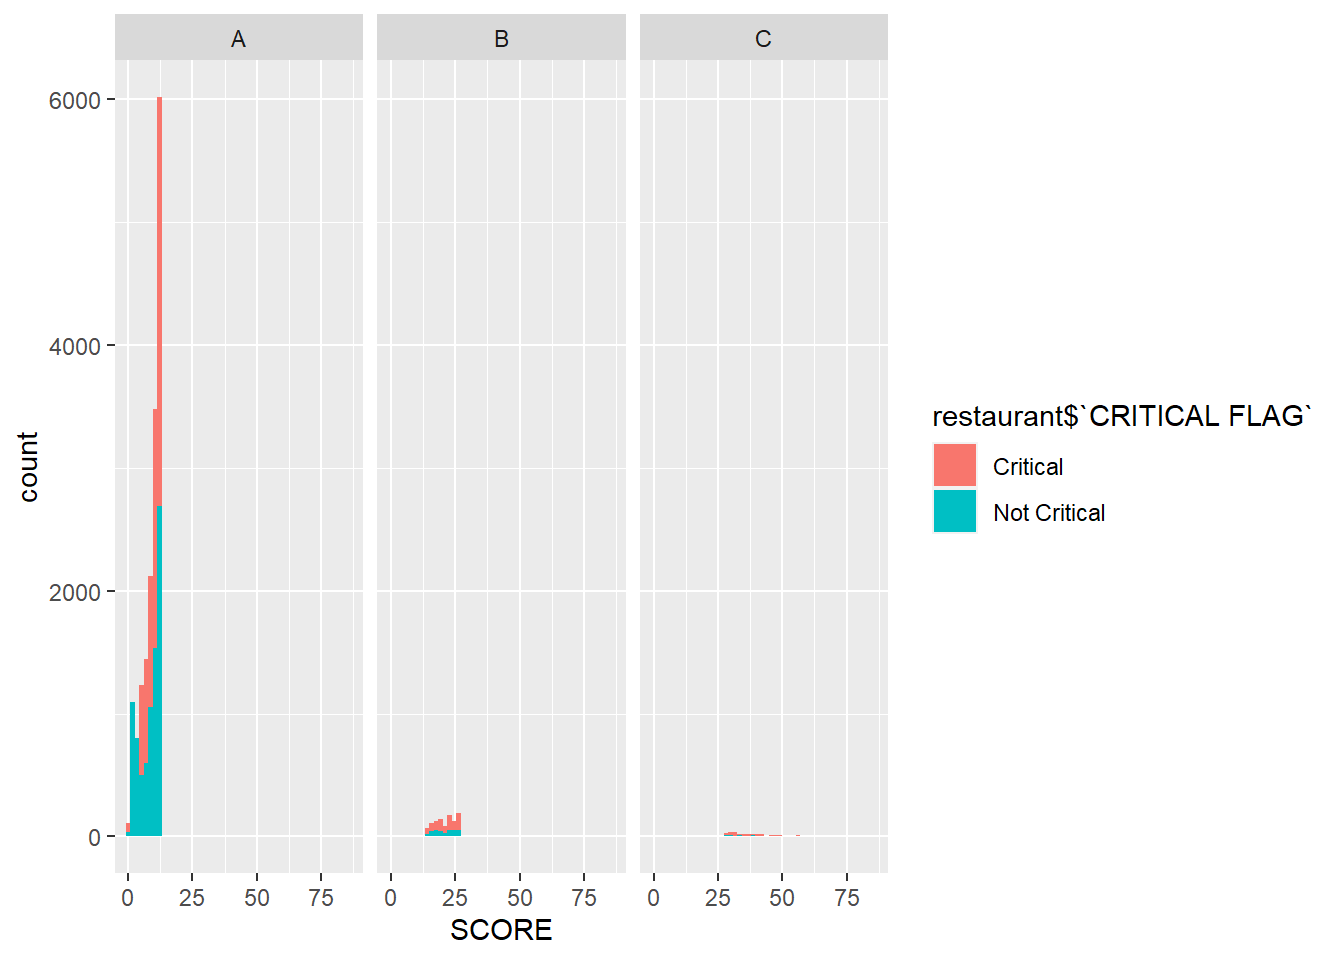 A B C
6000
4000
2000
0
count
0 25 50 75 0 25 50 75 0 25 50 75
SCORE
restaurant$`CRITICAL FLAG`
Critical
Not Critical